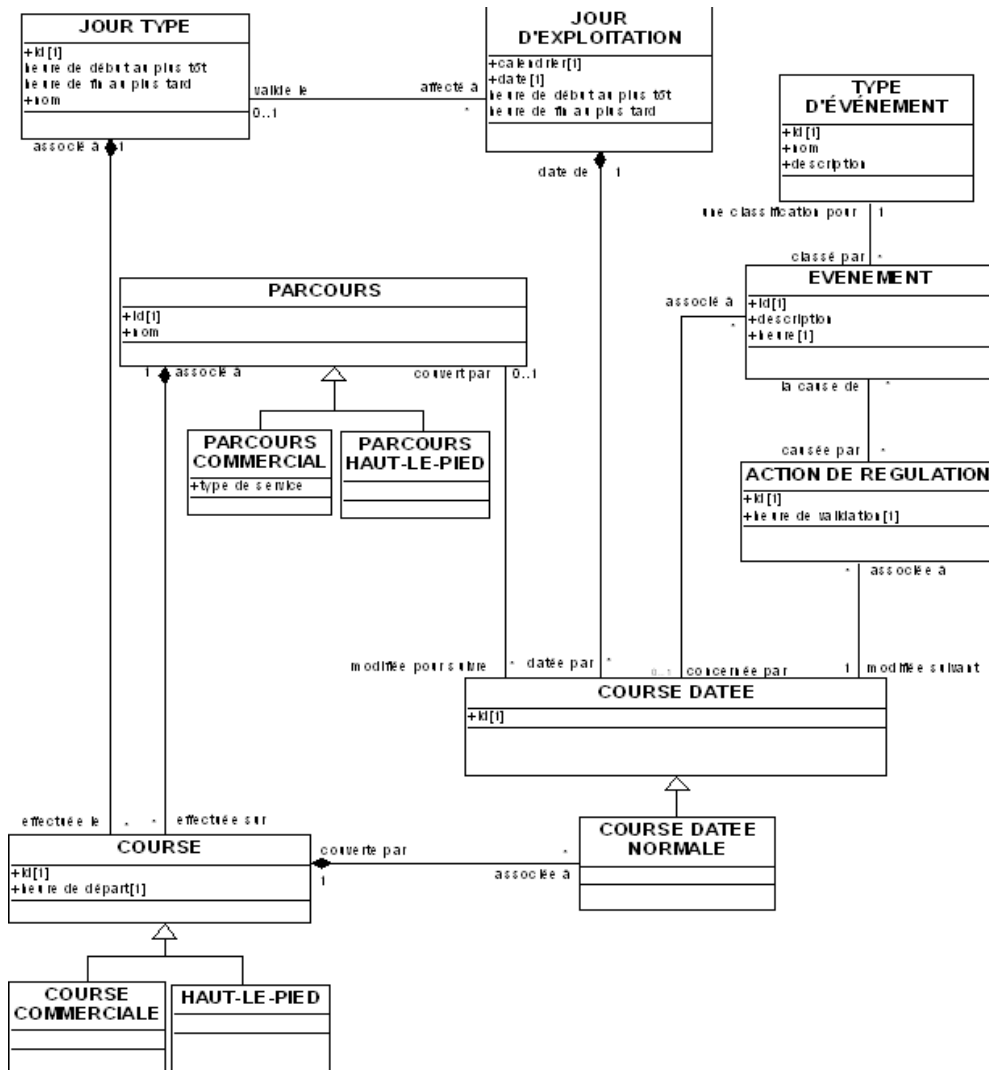 JOUR TYPE
+id[1]
heure de début au plus tôt
heure de fin au plus tard
+nom
JOUR
D'EXPLOITATION
+calendrier[1]
+date[1]
heure de début au plus tôt
heure de fin au plus tard
valide le
0..1
affecté à
*
TYPE
D'ÉVÉNEMENT
+id[1]
+nom
+description
associé à
1
date de
1
une classification pour
1
classé par
*
PARCOURS
+id[1]
+nom
EVENEMENT
+id[1]
+description
+heure[1]
associé à
*
1
associé à
convert par
0..1
la cause de
*
PARCOURS
COMMERCIAL
+type de service
PARCOURS
HAUT-LE-PIED
causée par
*
ACTION DE REGULATION
+id[1]
+heure de validation[1]
*
associée à
modifiée pour suivre
*
datée par
*
0..1
concernée par
1
modifiée suivant
COURSE DATEE
+id[1]
effectuée le
*
*
effectuée sur
COURSE
+id[1]
+heure de départ[1]
couverte par
1
*
associée à
COURSE DATEE
NORMALE
COURSE
COMMERCIALE
HAUT-LE-PIED